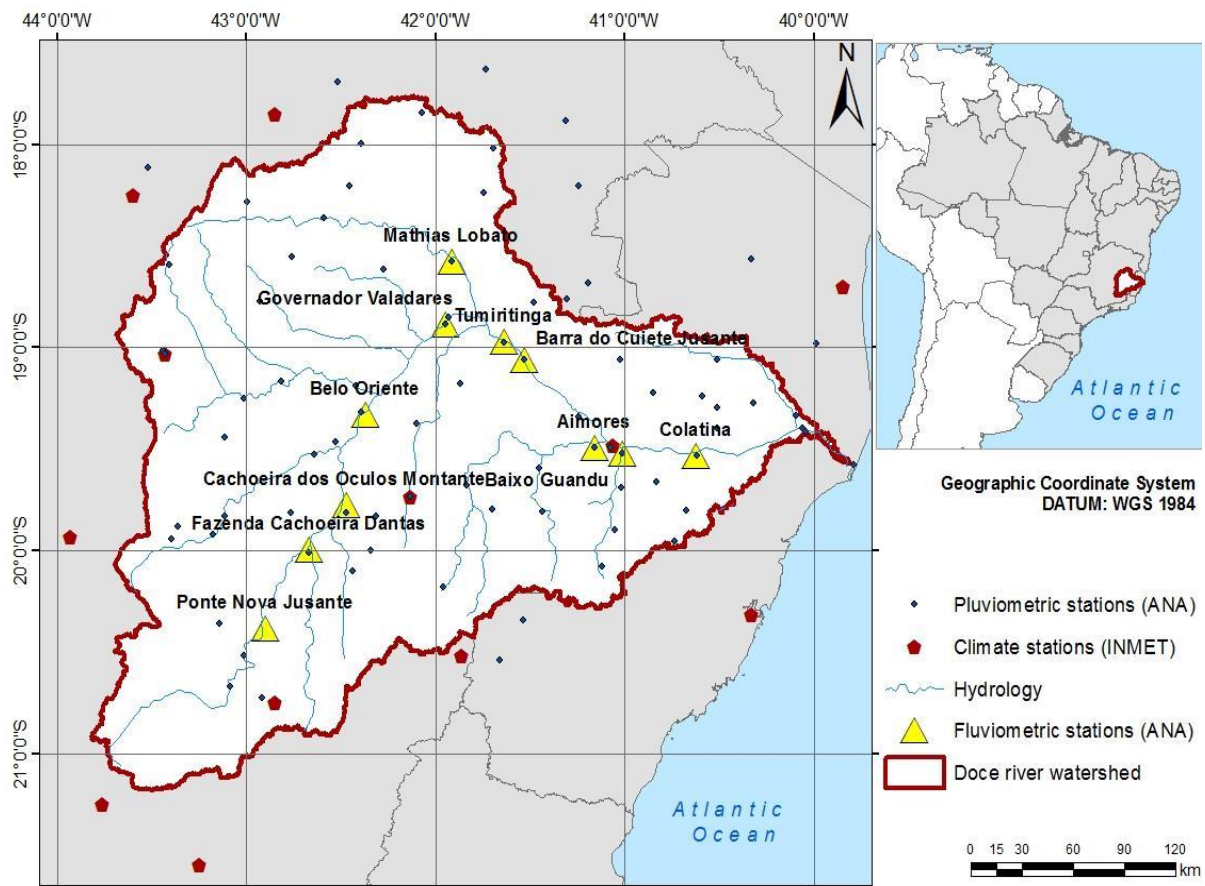 44°0'0"W 43°0'0"W 42°0'0"W 41°0'0"W 40°0'0"W
N
18°0'0"S
Mathias Lobato
Governador Valadares
Tumiritinga
Barra do Cuiete Jusante
19°0'0"S
Belo Oriente
Aimores
Colatina
Cachoeira dos Oculos Montante
Baixo Guandu
Fazenda Cachoeira Dantas
20°0'0"S
Ponte Nova Jusante
21°0'0"S
Atlantic
Ocean
Atlantic
Ocean
Geographic Coordinate System
DATUM: WGS 1984
Pluviometric stations (ANA)
Climate stations (INMET)
Hydrology
Fluviometric stations (ANA)
Doce river watershed
0 15 30 60 90 120
km